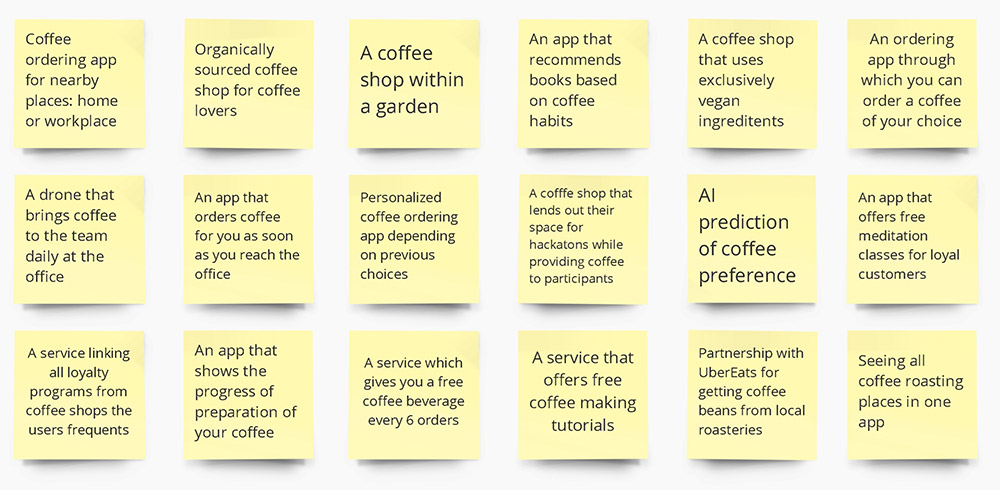 Coffee
ordering app
for nearby
places: home
or workplace
Organically
sourced coffee
shop for coffee
lovers
A coffee
shop within
a garden
An app that
recommends
books based
on coffee
habits
A coffee shop
that uses
exclusively
vegan
ingreditents
An ordering
app through
which you can
order a coffee
of your choice
A drone that
brings coffee
to the team
daily at the
office
An app that
orders coffee
for you as soon
as you reach the
office
Personalized
coffee ordering
app depending
on previous
choices
A cofffe shop that
lends out their
space for
hackatons while
providing coffee
to participants
AI
prediction
of coffee
preference
An app that
offers free
meditation
classes for loyal
customers
A service linking
all loyalty
programs from
coffee shops the
users frequents
An app that
shows the
progress of
preparation of
your coffee
A service which
gives you a free
coffee beverage
every 6 orders
A service that
offers free
coffee making
tutorials
Partnership with
UberEats for
getting coffee
beans from local
roasteries
Seeing all
coffee roasting
places in one
app